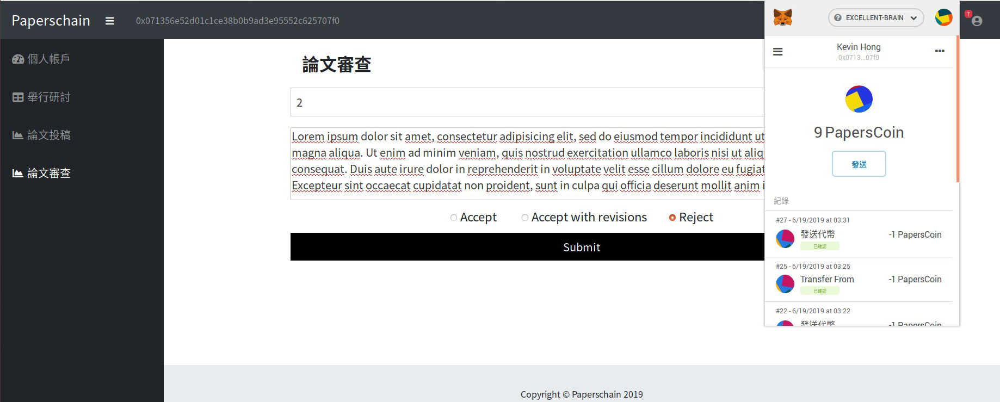 Paperschain
0x071356e52d01c1ce38b0b9ad3e95552c625707f0
EXCELLENT-BRAIN
7
個人帳戶
舉行研討
論文投稿
論文審查
論文審查
2
Lorem ipsum dolor sit amet, consectetur adipisicing elit, sed do eiusmod tempor incididunt ut
magna aliqua. Ut enim ad minim veniam, quis nostrud exercitation ullamco laboris nisi ut aliq
consequat. Duis aute irure dolor in reprehenderit in voluptate velit esse cillum dolore eu fugiat
Excepteur sint occaecat cupidatat non proident, sunt in culpa qui officia deserunt mollit anim i
Accept Accept with revisions Reject
Submit
Kevin Hong
0x0713...07f0
9 PapersCoin
發送
紀錄
#27 - 6/19/2019 at 03:31
發送代幣 -1 PapersCoin
已確認
#25 - 6/19/2019 at 03:25
Transfer From -1 PapersCoin
已確認
#22 - 6/19/2019 at 03:22
發送代幣 -1 PapersCoin
Copyright © Paperschain 2019